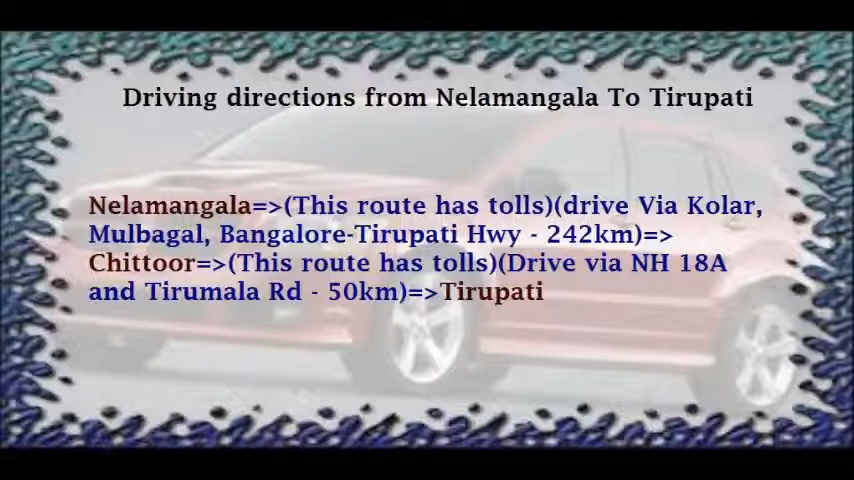 Driving directions from Nelamangala To Tirupati
Nelamangala=>(This route has tolls)(drive Via Kolar,
Mulbagal, Bangalore-Tirupati Hwy - 242km)=>
Chittoor=>(This route has tolls)(Drive via NH 18A
and Tirumala Rd - 50km)=>Tirupati